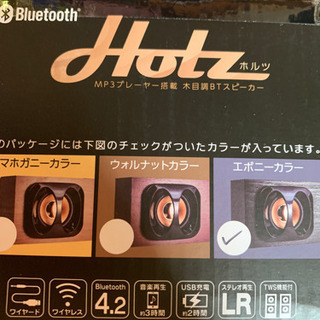 Bluetooth®
Hotz ホルツ
MP3プレーヤー搭載 木目調BTスピーカー
のパッケージには下図のチェックがついたカラーが入っています。
マホガニーカラー
ウォルナットカラー
エボニーカラー
ワイヤード
ワイヤレス
Bluetooth 4.2
音楽再生 約3時間
USB充電 約2時間
ステレオ再生 LR
TWS機能付